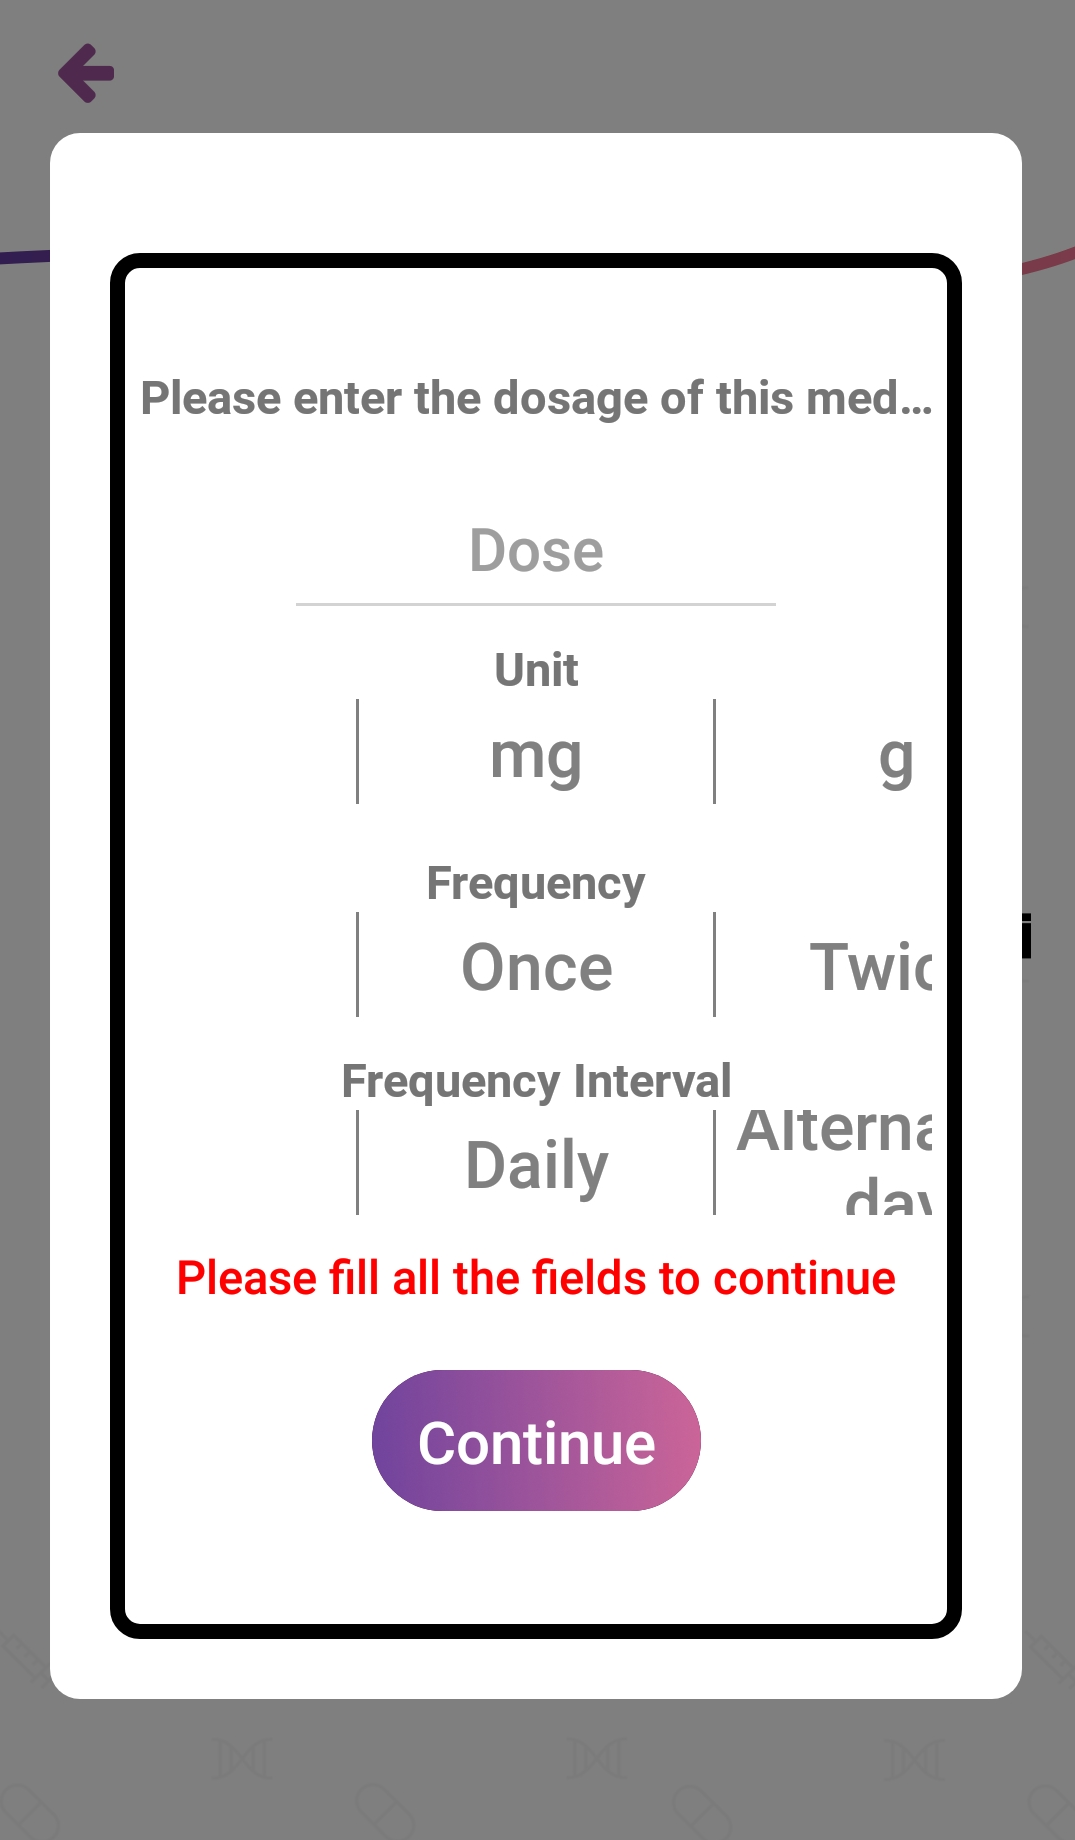 Please enter the dosage of this med...
Dose
Unit
mg g
Frequency
Once Twic
Frequency Interval
Daily Alterna
day
Please fill all the fields to continue
Continue